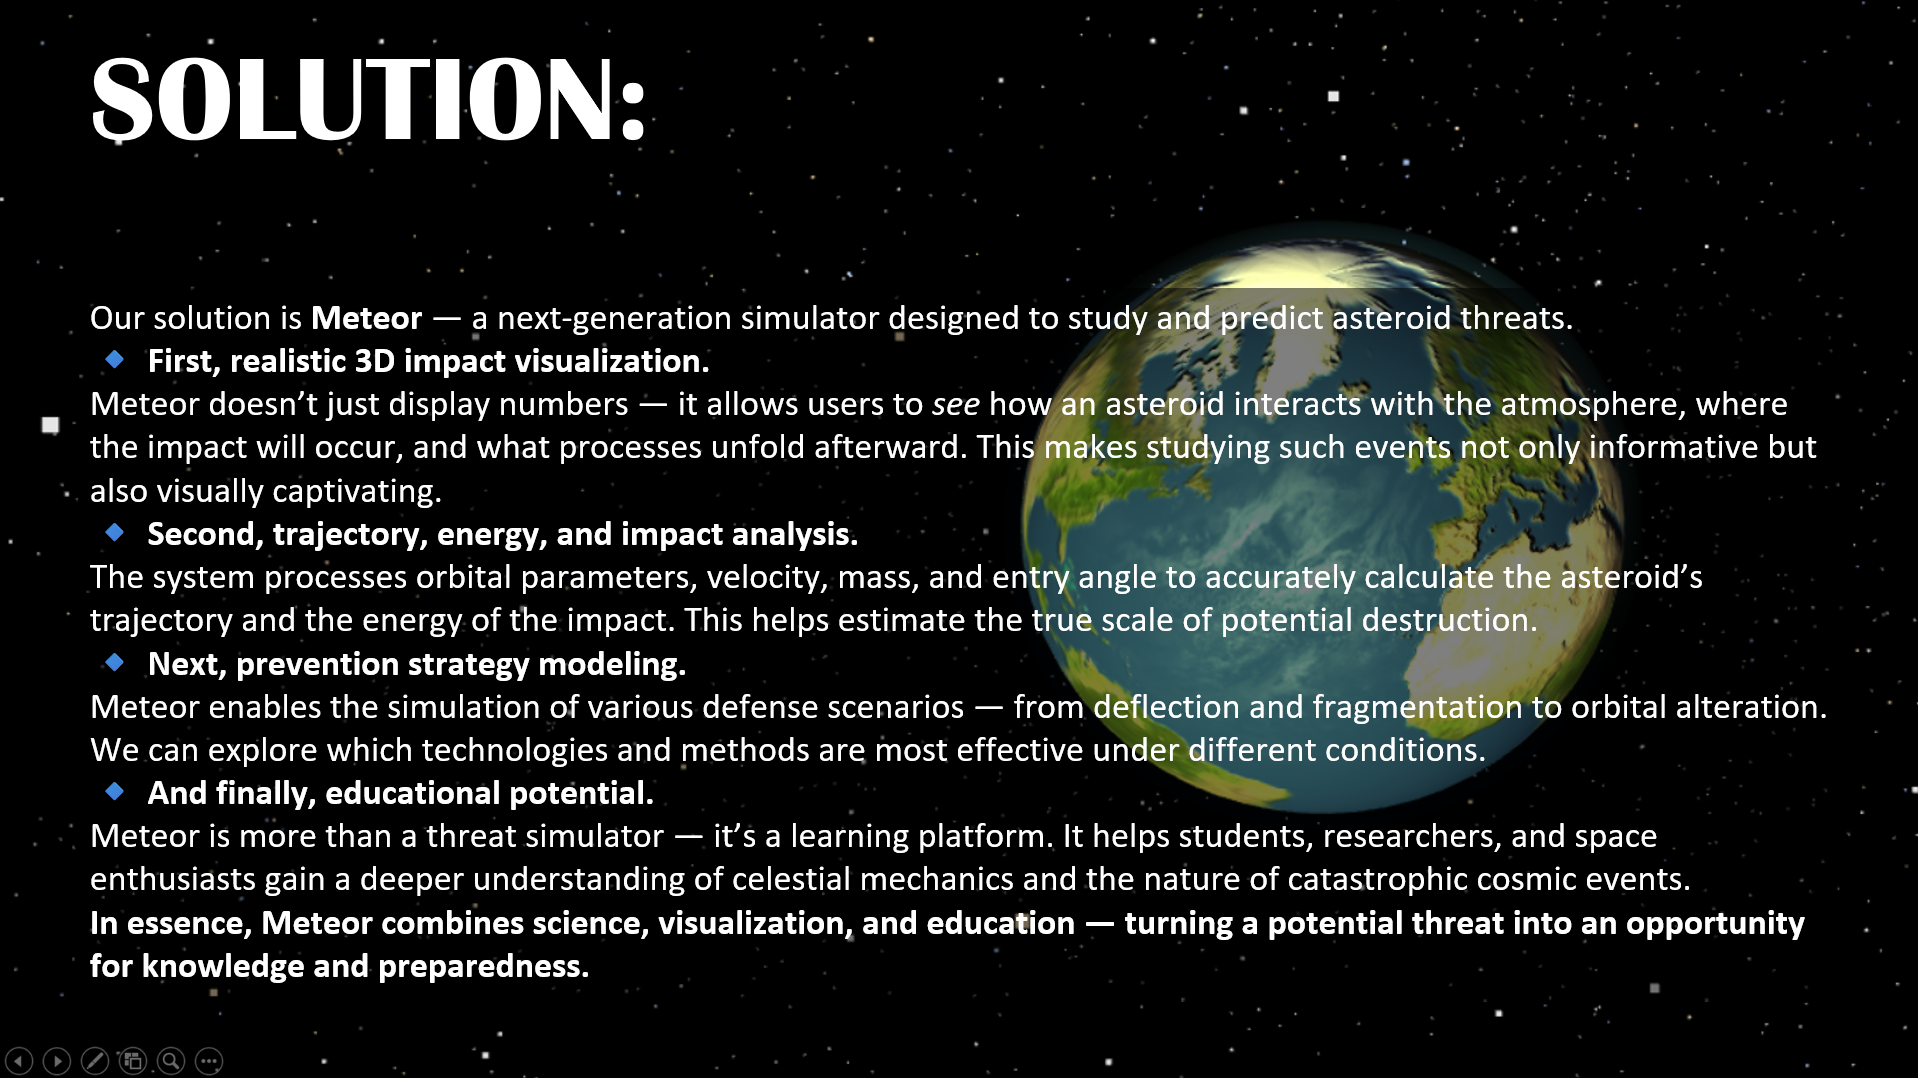 SOLUTION:
Our solution is Meteor — a next-generation simulator designed to study and predict asteroid threats.
First, realistic 3D impact visualization.
Meteor doesn’t just display numbers — it allows users to see how an asteroid interacts with the atmosphere, where
the impact will occur, and what processes unfold afterward. This makes studying such events not only informative but
also visually captivating.
Second, trajectory, energy, and impact analysis.
The system processes orbital parameters, velocity, mass, and entry angle to accurately calculate the asteroid’s
trajectory and the energy of the impact. This helps estimate the true scale of potential destruction.
Next, prevention strategy modeling.
Meteor enables the simulation of various defense scenarios — from deflection and fragmentation to orbital alteration.
We can explore which technologies and methods are most effective under different conditions.
And finally, educational potential.
Meteor is more than a threat simulator — it’s a learning platform. It helps students, researchers, and space
enthusiasts gain a deeper understanding of celestial mechanics and the nature of catastrophic cosmic events.
In essence, Meteor combines science, visualization, and education — turning a potential threat into an opportunity
for knowledge and preparedness.